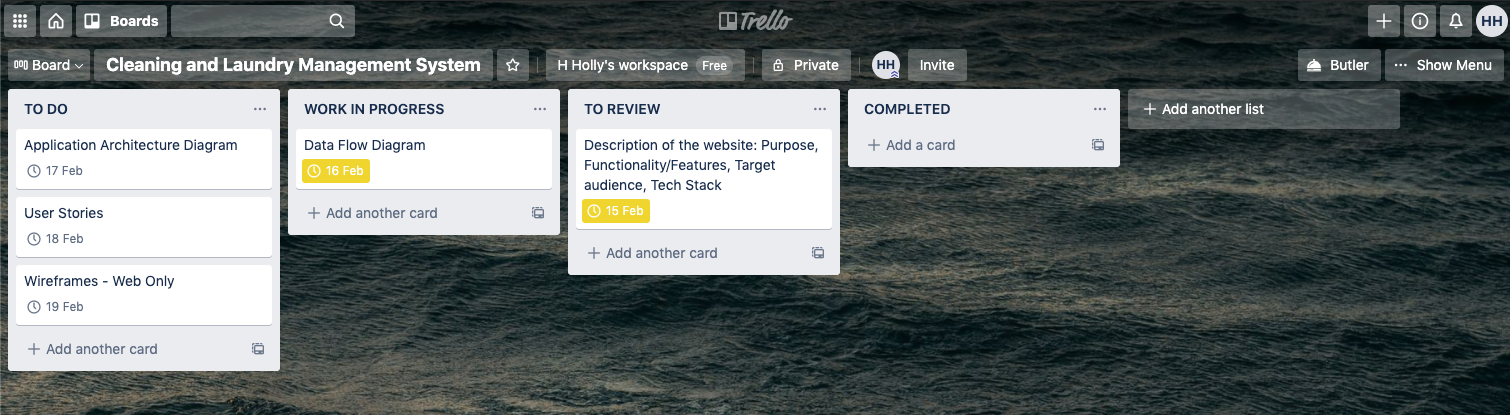 Boards
Trello
HH
Board
Cleaning and Laundry Management System
H Holly's workspace Free
Private
HH
Invite
Butler
Show Menu
TO DO
Application Architecture Diagram
17 Feb
User Stories
18 Feb
Wireframes - Web Only
19 Feb
Add another card
WORK IN PROGRESS
Data Flow Diagram
16 Feb
Add another card
TO REVIEW
Description of the website: Purpose,
Functionality/Features, Target
audience, Tech Stack
15 Feb
Add another card
COMPLETED
Add a card
Add another list